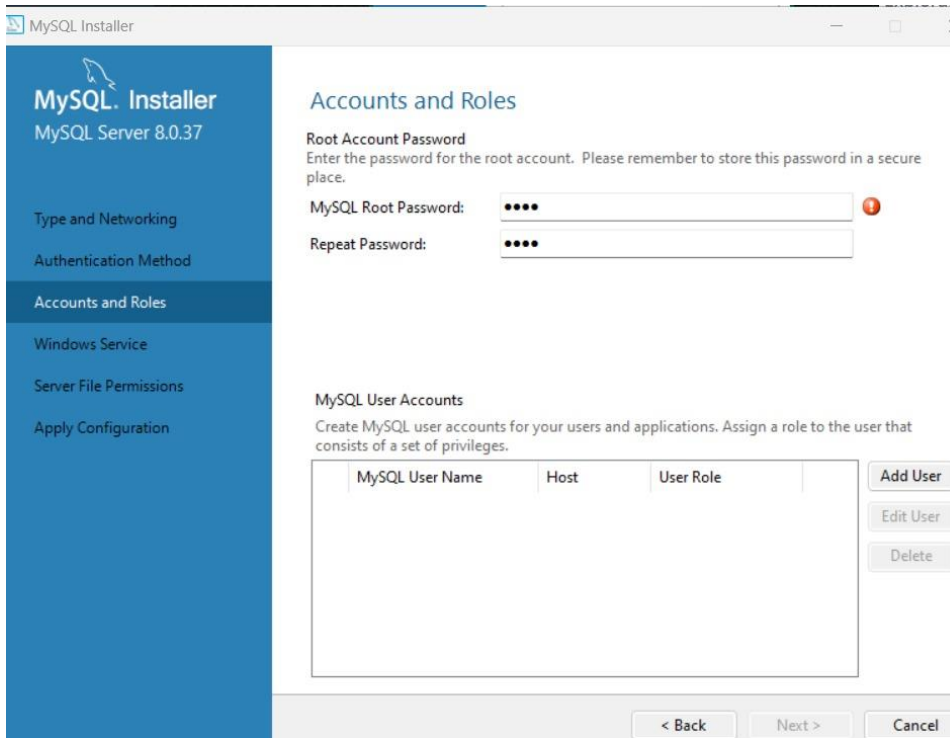 MySQL Installer
MySQL. Installer
MySQL Server 8.0.37
Type and Networking
Authentication Method
Accounts and Roles
Windows Service
Server File Permissions
Apply Configuration
Accounts and Roles
Root Account Password
Enter the password for the root account. Please remember to store this password in a secure
place.
MySQL Root Password: ●●●●
Repeat Password: ●●●●
MySQL User Accounts
Create MySQL user accounts for your users and applications. Assign a role to the user that
consists of a set of privileges.
MySQL User Name Host User Role
Add User
Edit User
Delete
< Back Next > Cancel